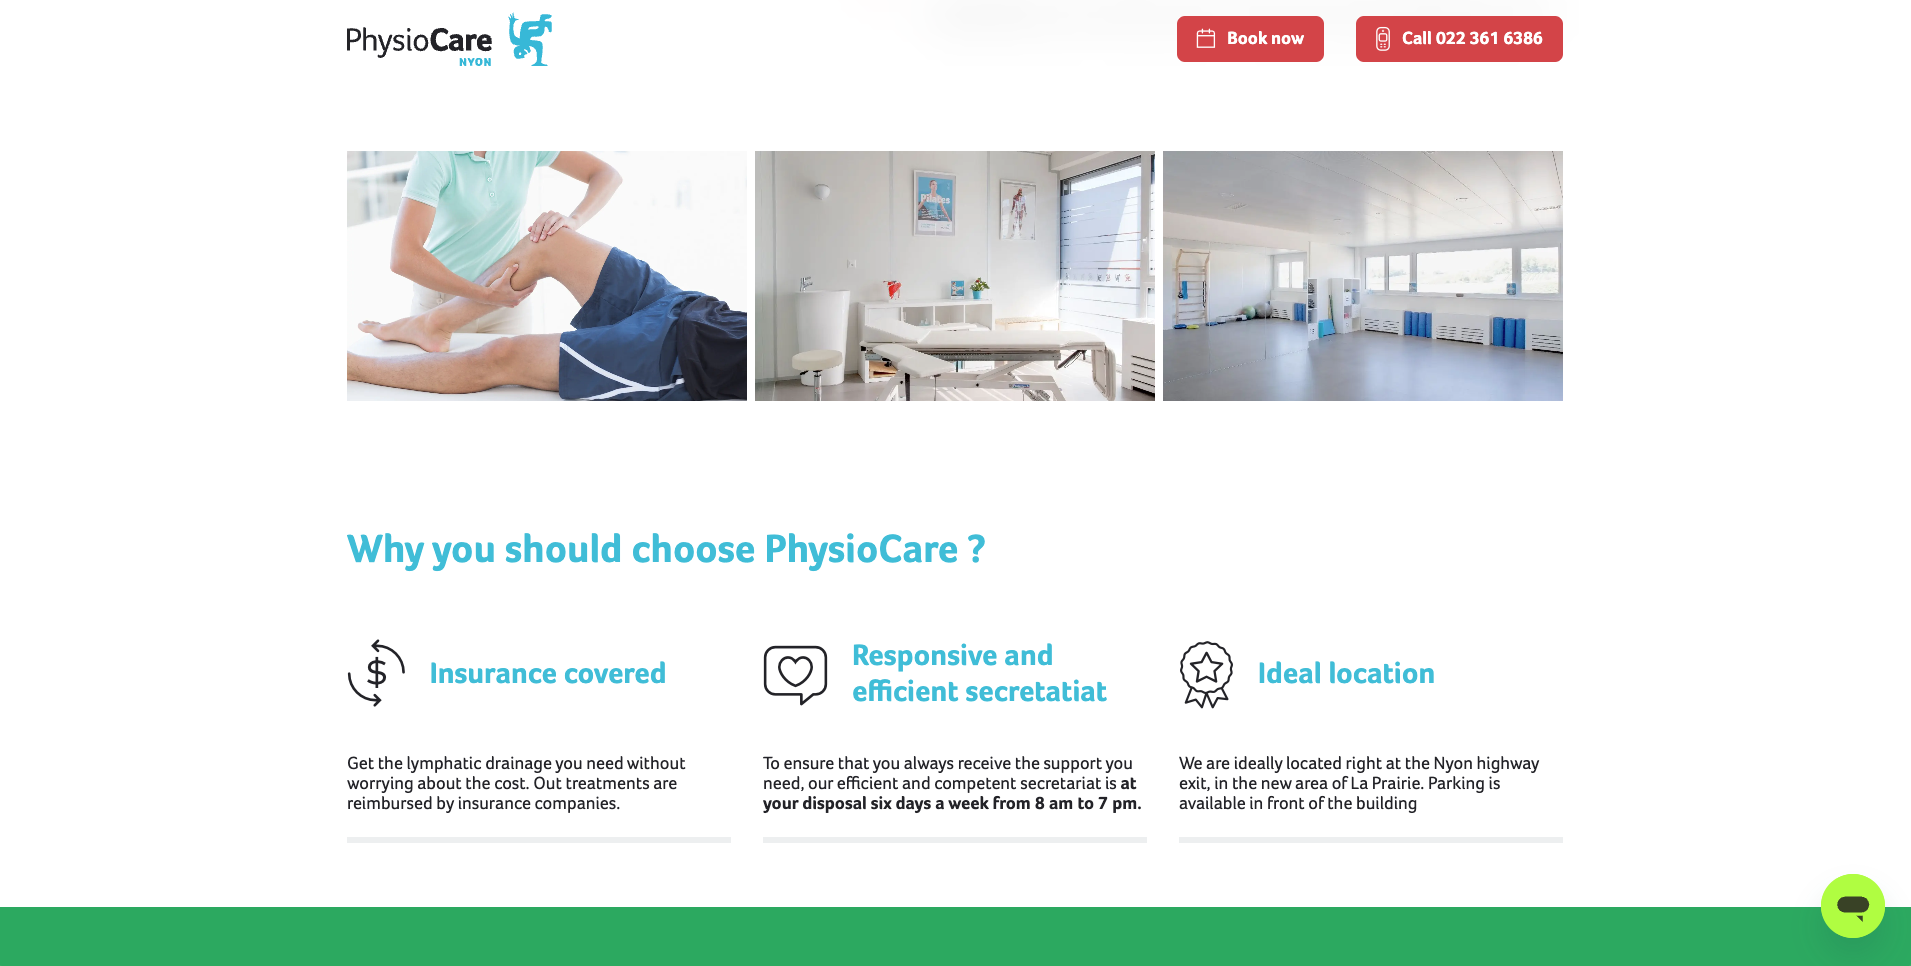 PhysioCare
NYON
Book now
Call 022 361 6386
Pilates
Why you should choose PhysioCare ?
Insurance covered
Responsive and
efficient secretatiat
Ideal location
Get the lymphatic drainage you need without
worrying about the cost. Out treatments are
reimbursed by insurance companies.
To ensure that you always receive the support you
need, our efficient and competent secretariat is at
your disposal six days a week from 8 am to 7 pm.
We are ideally located right at the Nyon highway
exit, in the new area of La Prairie. Parking is
available in front of the building